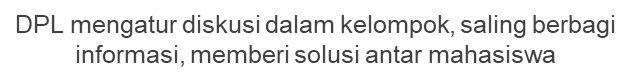 DPL mengatur diskusi dalam kelompok, saling berbagi
informasi, memberi solusi antar mahasiswa